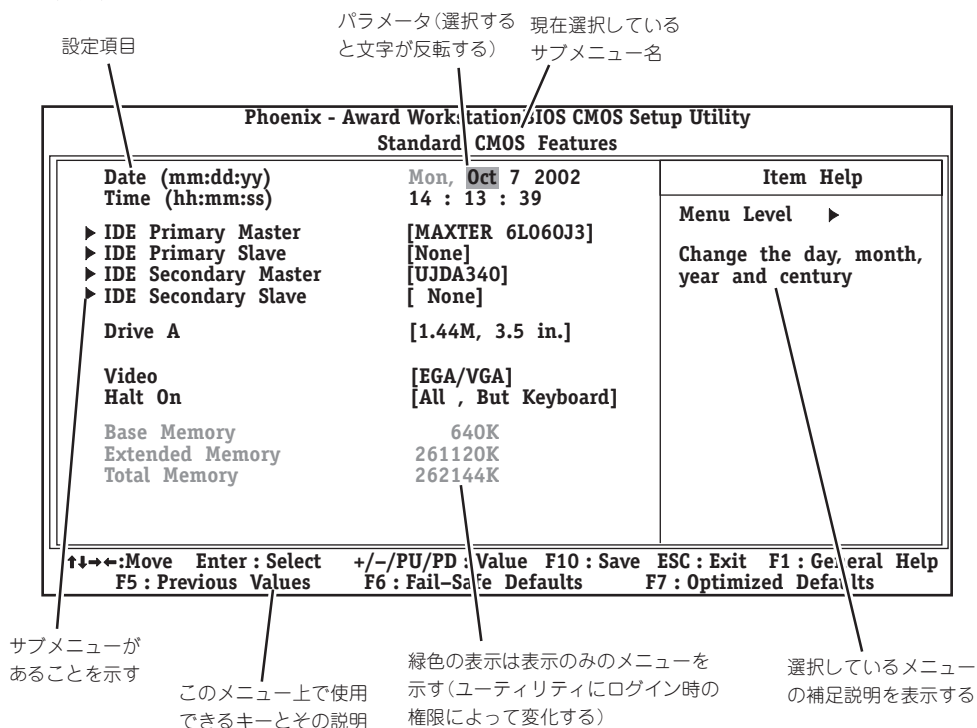 パラメータ（選択する
と文字が反転する）
現在選択している
サブメニュー名
設定項目
Phoenix - Award WorkstationBIOS CMOS Setup Utility
Standard CMOS Features
Date (mm:dd:yy) Mon, Oct 7 2002
Time (hh:mm:ss) 14 : 13 : 39
▶ IDE Primary Master [MAXTER 6L060J3]
▶ IDE Primary Slave [None]
▶ IDE Secondary Master [UJDA340]
▶ IDE Secondary Slave [ None]
Drive A [1.44M, 3.5 in.]
Video [EGA/VGA]
Halt On [All , But Keyboard]
Base Memory 640K
Extended Memory 261120K
Total Memory 262144K
Item Help
Menu Level ▶
Change the day, month,
year and century
↑↓→←:Move Enter : Select +/–/PU/PD : Value F10 : Save ESC : Exit F1 : General Help
F5 : Previous Values F6 : Fail–Safe Defaults F7 : Optimized Defaults
サブメニューが
あることを示す
このメニュー上で使用
できるキーとその説明
緑色の表示は表示のみのメニューを
示す（ユーティリティにログイン時の
権限によって変化する）
選択しているメニュー
の補足説明を表示する